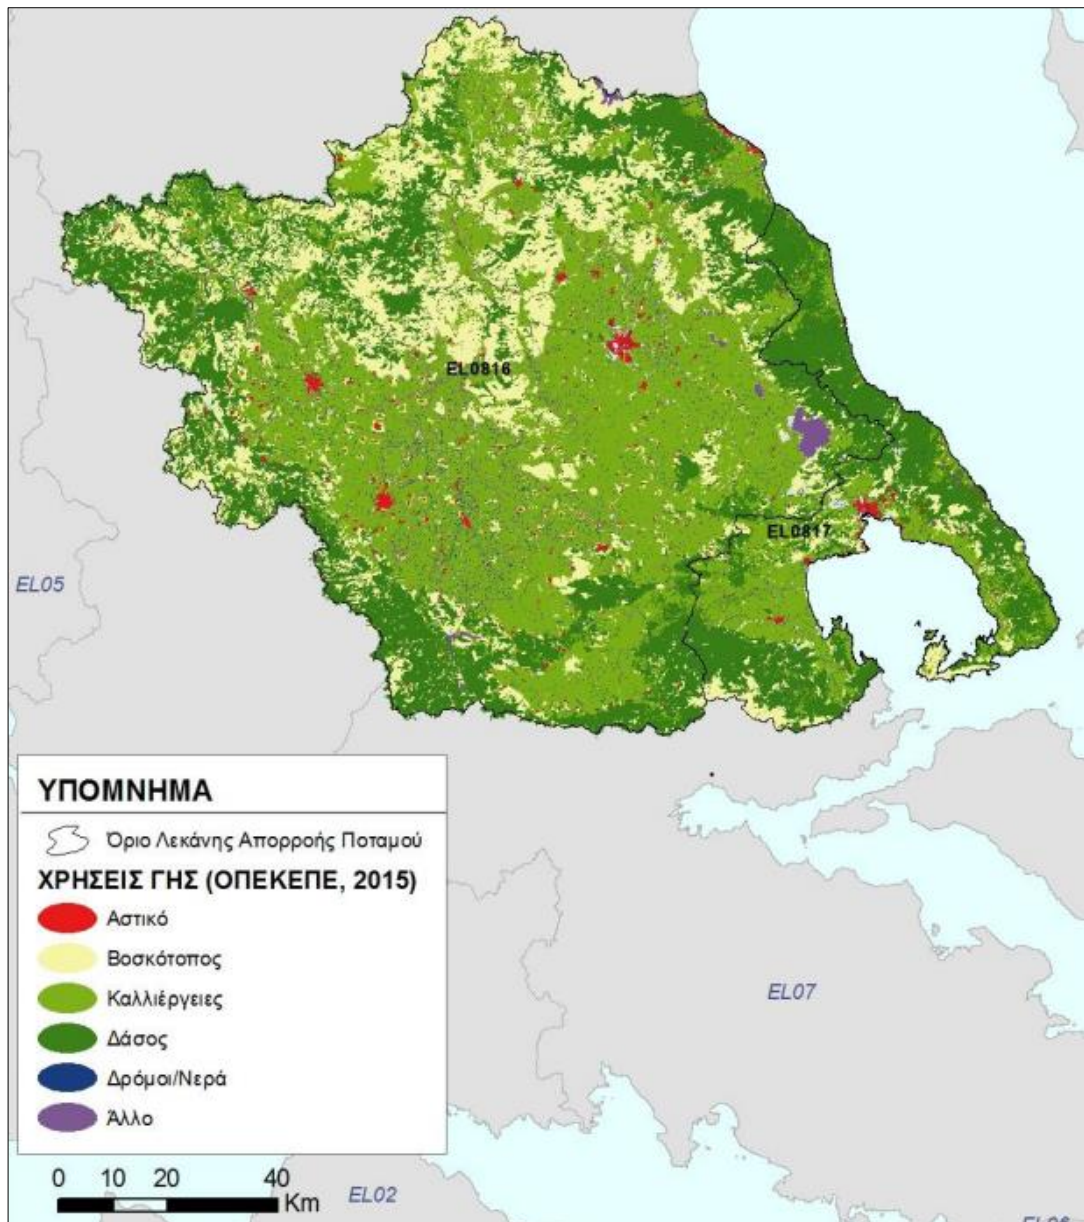 EL0816
EL0817
EL05
ΥΠΟΜΝΗΜΑ
Όριο Λεκάνης Απορροής Ποταμού
ΧΡΗΣΕΙΣ ΓΗΣ (ΟΠΕΚΕΠΕ, 2015)
Αστικό
Βοσκότοπος
Καλλιέργειες
Δάσος
Δρόμοι/Νερά
Άλλο
EL07
0 10 20 40
Km
EL02